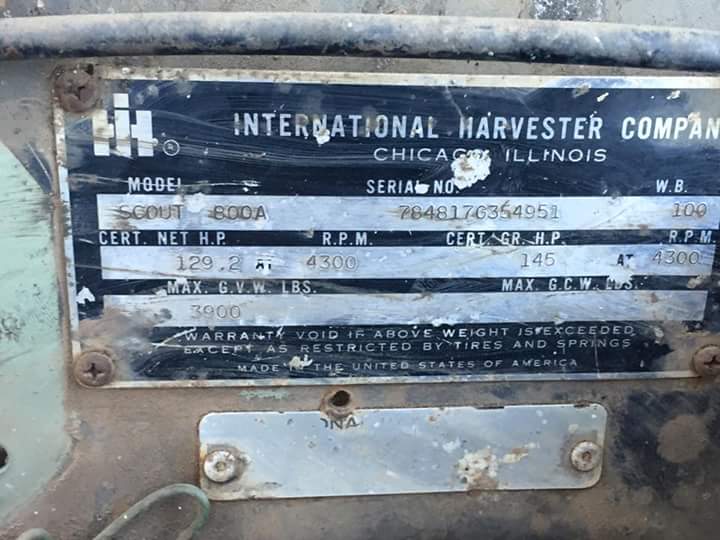 IH ®
INTERNATIONAL HARVESTER COMPAN
CHICAGO, ILLINOIS
MODEL SERIAL NO. W.B.
SCOUT 800A 784817G354951 100
CERT. NET H.P. R.P.M. CERT. GR. H.P. R.P.M.
129.2 AT 4300 145 AT 4300
MAX. G.V.W. LBS. MAX. G.C.W. LBS.
3900
WARRANTY VOID IF ABOVE WEIGHT IS EXCEEDED
EXCEPT AS RESTRICTED BY TIRES AND SPRINGS
MADE IN THE UNITED STATES OF AMERICA
ONA